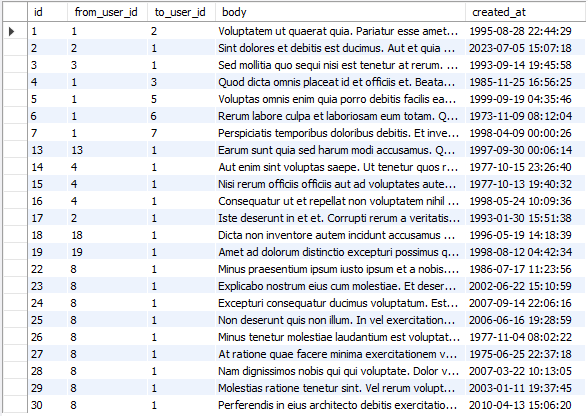 id from_user_id to_user_id body created_at
1 1 2 Voluptatem ut quaerat quia. Pariatur esse amet... 1995-08-28 22:44:29
2 2 1 Sint dolores et debitis est ducimus. Aut et quia ... 2023-07-05 15:07:18
3 3 1 Sed mollitia quo sequi nisi est tenetur at rerum. ... 1993-09-14 19:45:58
4 1 3 Quod dicta omnis placeat id et officiis et. Beata... 1985-11-25 16:56:25
5 1 5 Voluptas omnis enim quia porro debitis facilis ea... 1999-09-19 04:35:46
6 1 6 Rerum labore culpa et laboriosam eum totam. Q... 1973-11-09 08:12:04
7 1 7 Perspiciatis temporibus doloribus debitis. Et inve... 1998-04-09 00:00:26
13 13 1 Earum sunt quia sed harum modi accusamus. Q... 1997-09-30 00:06:14
14 4 1 Aut enim sint voluptas saepe. Ut tenetur quos r... 1977-10-15 23:26:40
15 4 1 Nisi rerum officiis officiis aut ad voluptates aute... 1977-10-13 19:40:32
16 4 1 Consequatur ut et repellat non voluptatem nihil ... 1998-05-24 10:09:36
17 2 1 Iste deserunt in et et. Corrupti rerum a veritatis... 1993-01-30 15:51:38
18 18 1 Dicta non inventore autem incidunt accusamus ... 1996-05-19 14:18:39
19 19 1 Amet ad dolorum distinctio excepturi possimus q... 1998-08-12 04:42:34
22 8 1 Minus praesentium ipsum iusto ipsum et a nobis.... 1986-07-17 11:23:56
23 8 1 Explicabo nostrum eius cum molestiae. Et deser... 2002-06-22 15:10:59
24 8 1 Excepturi consequatur ducimus voluptatum. Est... 2007-09-14 22:06:16
25 8 1 Non deserunt quis non illum. In vel exercitation... 2006-06-16 19:28:59
26 8 1 Minus tenetur molestiae laudantium est voluptat... 1977-11-04 08:02:22
27 8 1 At ratione quae facere minima exercitationem v... 1975-06-25 22:37:18
28 8 1 Nam dignissimos nobis qui qui voluptate. Dolor v... 2007-03-22 10:13:05
29 8 1 Molestias ratione tenetur sint. Vel rerum volupt... 2003-01-11 19:37:45
30 8 1 Perferendis in eius architecto debitis exercitatio... 2010-04-13 15:06:20